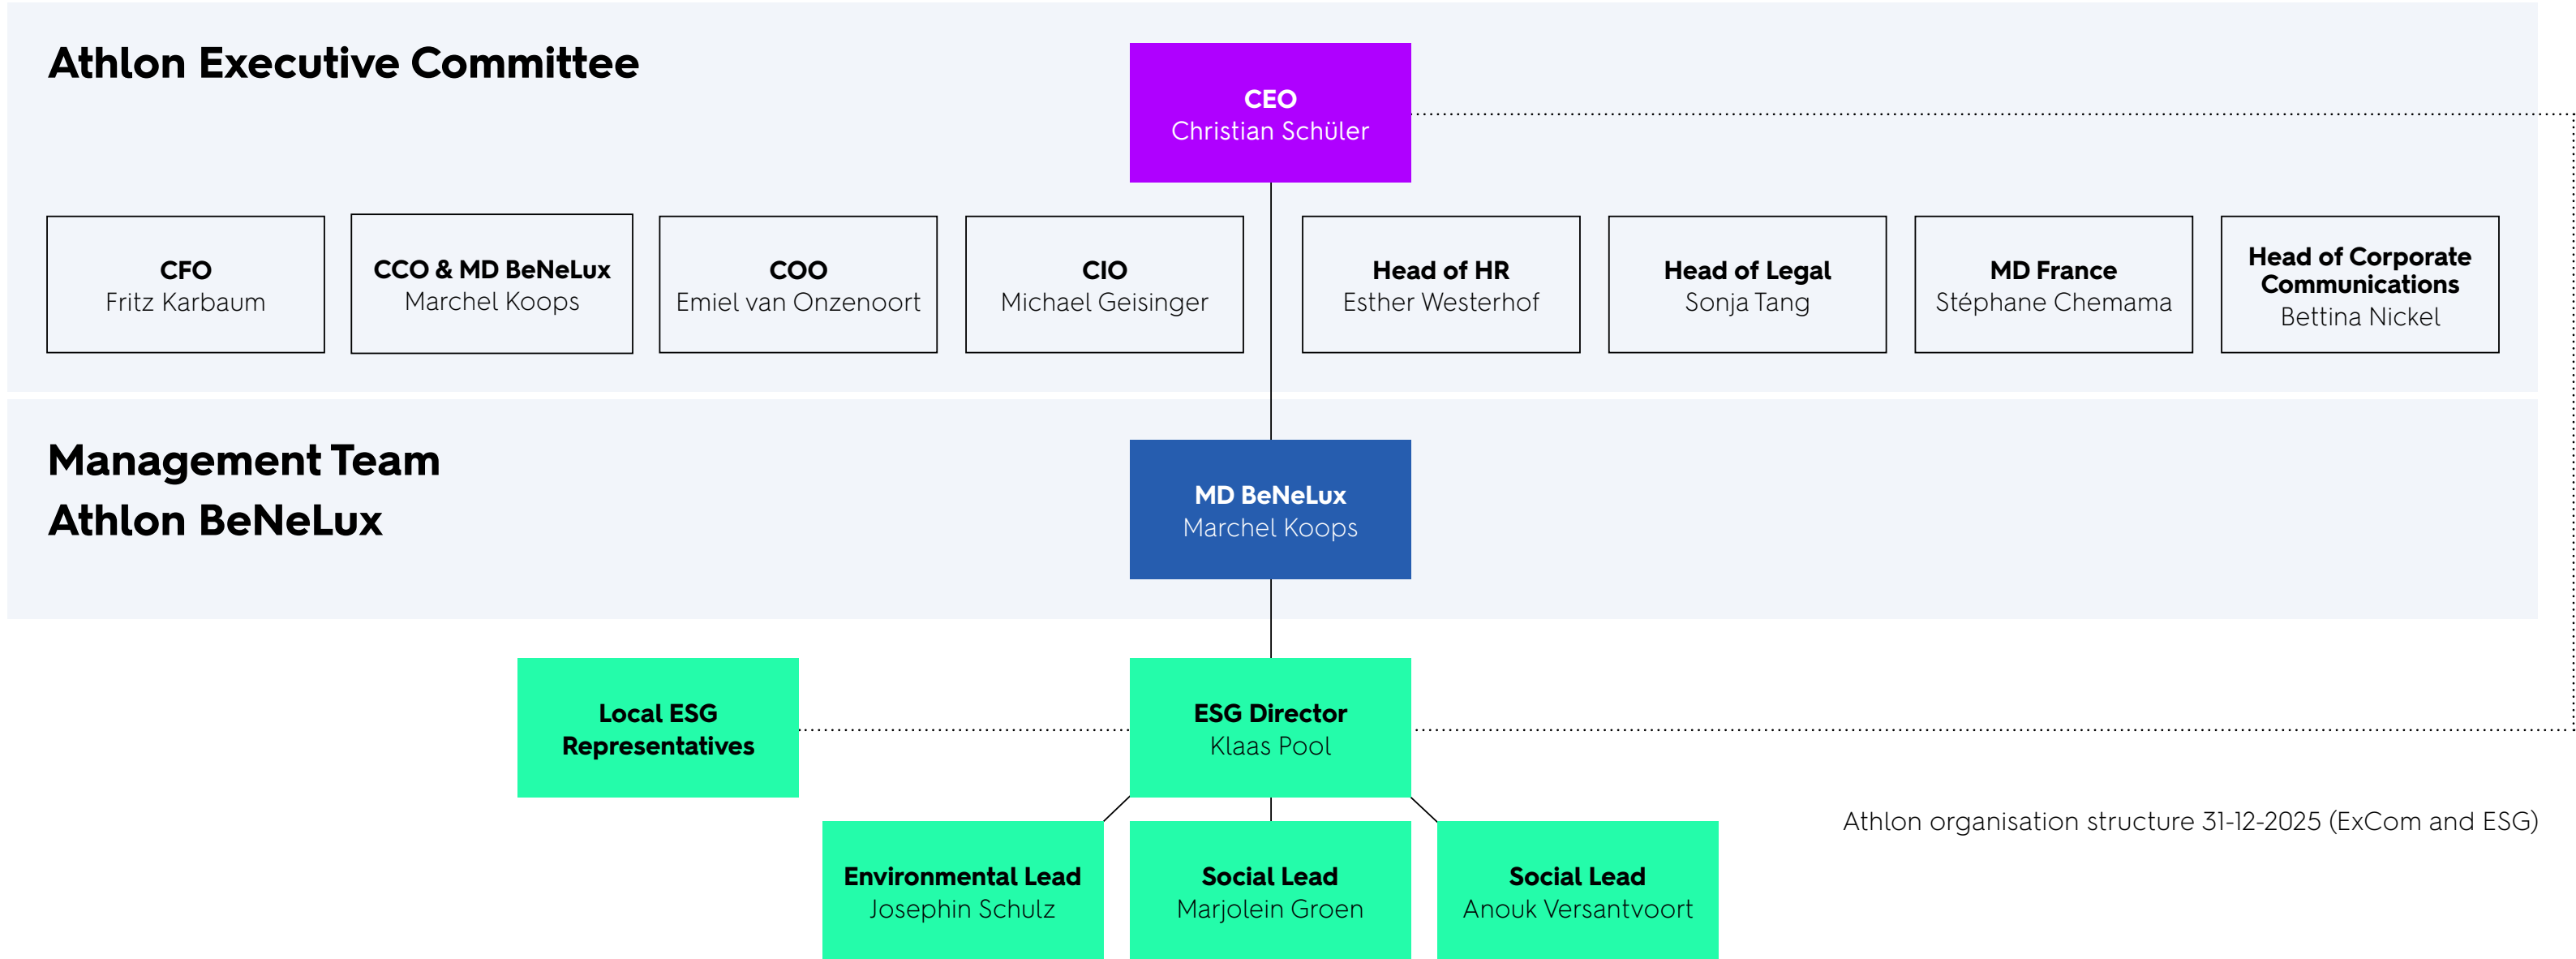 Athlon Executive Committee
CEO
Christian Schüler
CFO
Fritz Karbaum
CCO & MD BeNeLux
Marchel Koops
COO
Emiel van Onzenoort
CIO
Michael Geisinger
Head of HR
Esther Westerhof
Head of Legal
Sonja Tang
MD France
Stéphane Chemama
Head of Corporate
Communications
Bettina Nickel
Management Team
Athlon BeNeLux
MD BeNeLux
Marchel Koops
Local ESG
Representatives
ESG Director
Klaas Pool
Environmental Lead
Josephin Schulz
Social Lead
Marjolein Groen
Social Lead
Anouk Versantvoort
Athlon organisation structure 31-12-2025 (ExCom and ESG)